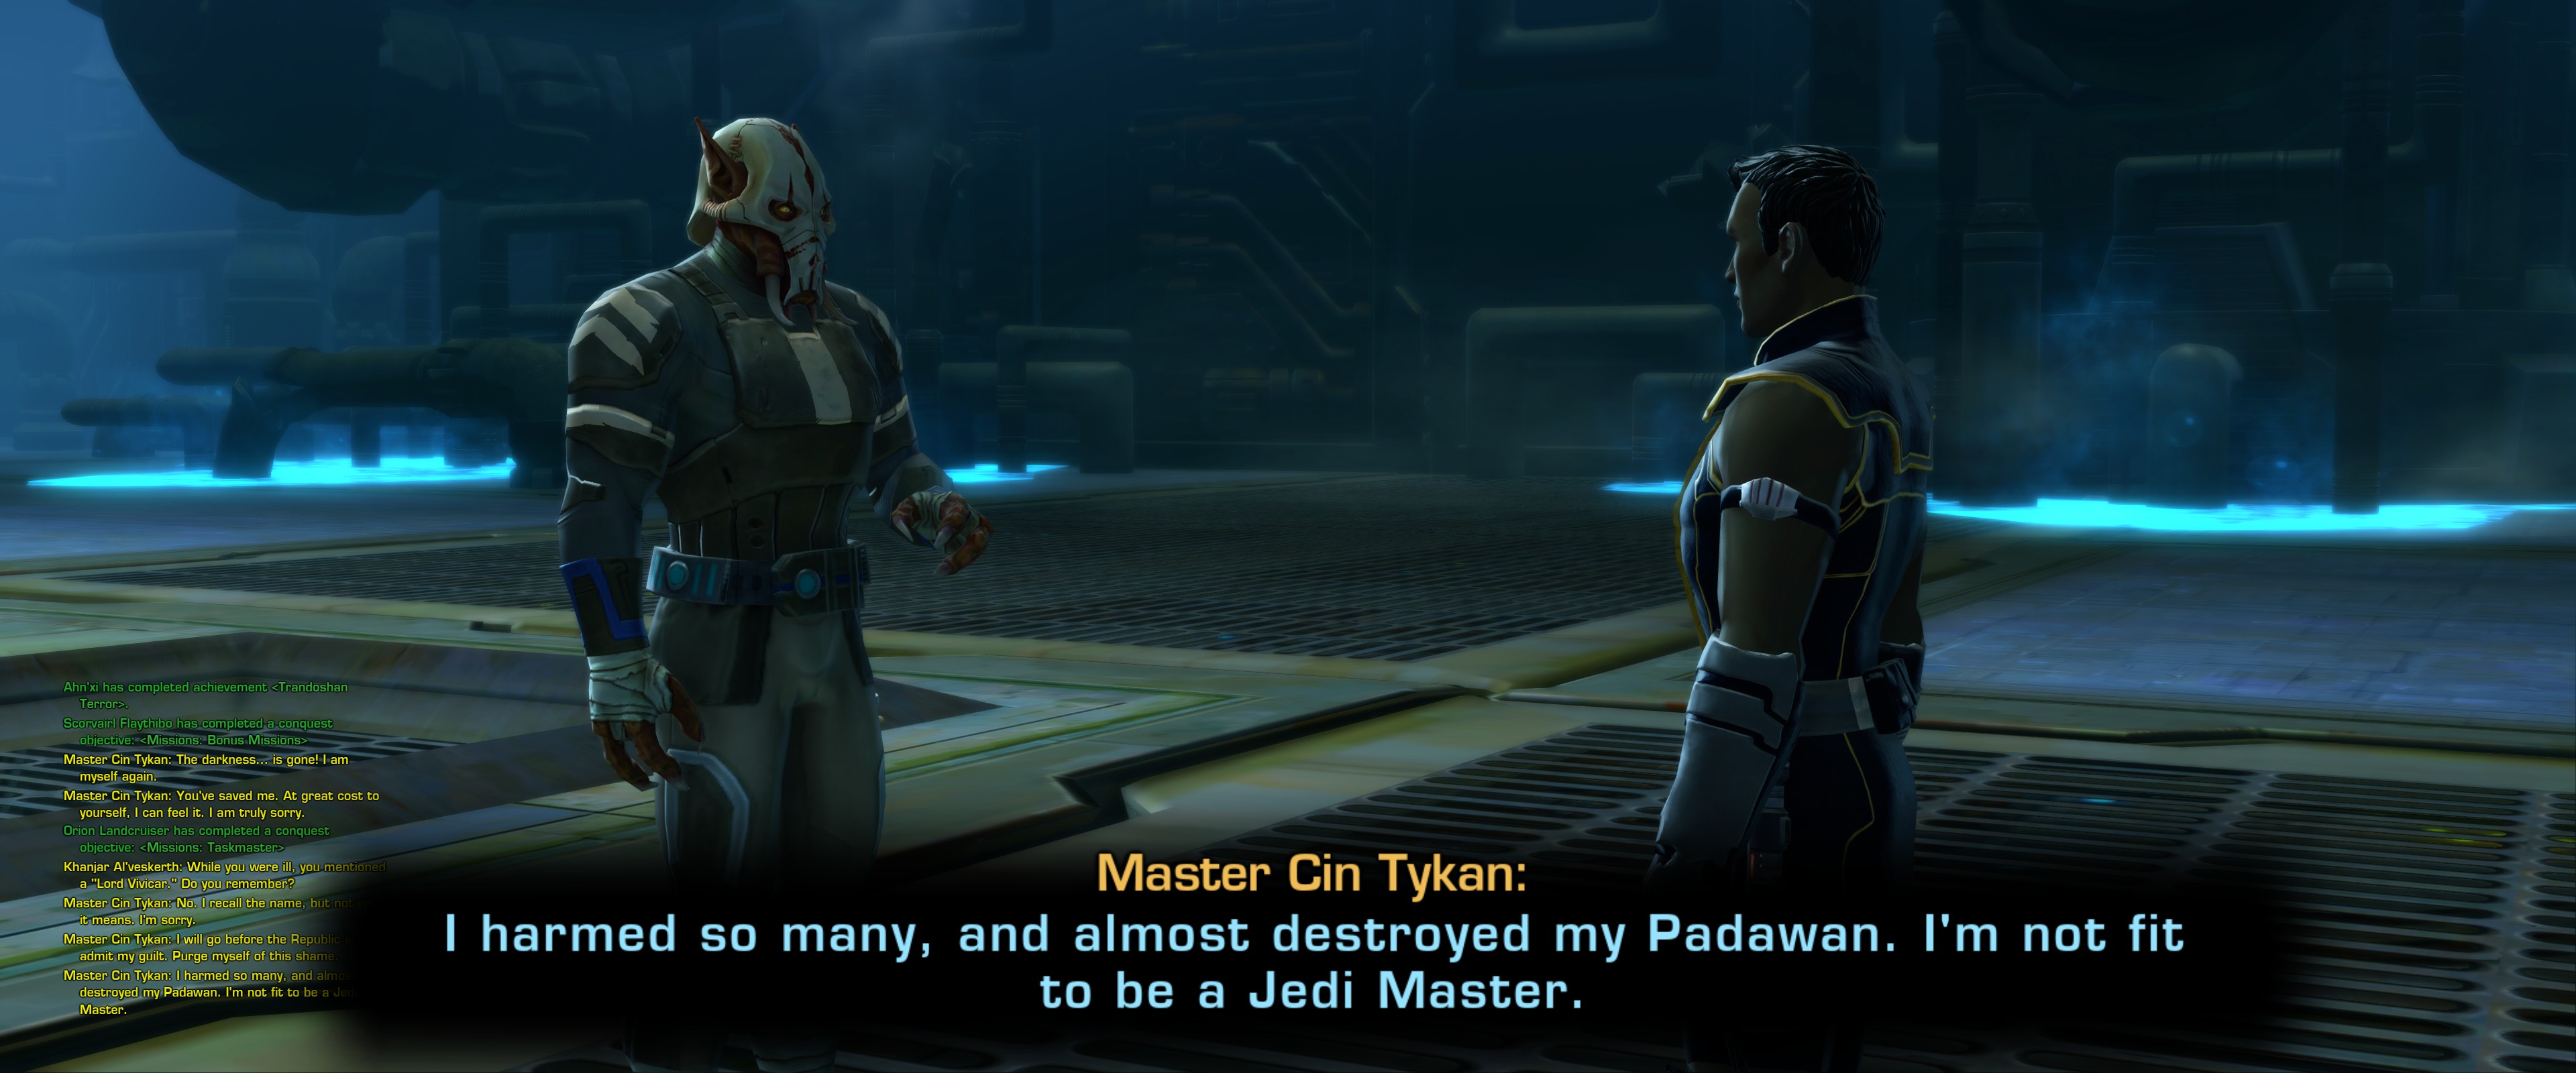 Ahn'xi has completed achievement <Trandoshan
Terror>.
Scorvairl Flaythibo has completed a conquest
objective: <Missions: Bonus Missions>
Master Cin Tykan: The darkness... is gone! I am
myself again.
Master Cin Tykan: You've saved me. At great cost to
yourself, I can feel it. I am truly sorry.
Orion Landcruiser has completed a conquest
objective: <Missions: Taskmaster>
Khanjar Al'veskerth: While you were ill, you mentioned
a "Lord Vivicar." Do you remember?
Master Cin Tykan: No. I recall the name, but not
it means. I'm sorry.
Master Cin Tykan: I will go before the Republic
admit my guilt. Purge myself of this shame.
Master Cin Tykan: I harmed so many, and almost
destroyed my Padawan. I'm not fit to be a Jedi
Master.
Master Cin Tykan:
I harmed so many, and almost destroyed my Padawan. I'm not fit
to be a Jedi Master.